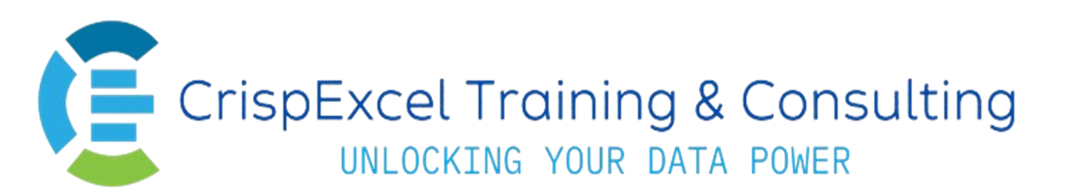 CrispExcel Training & Consulting
UNLOCKING YOUR DATA POWER